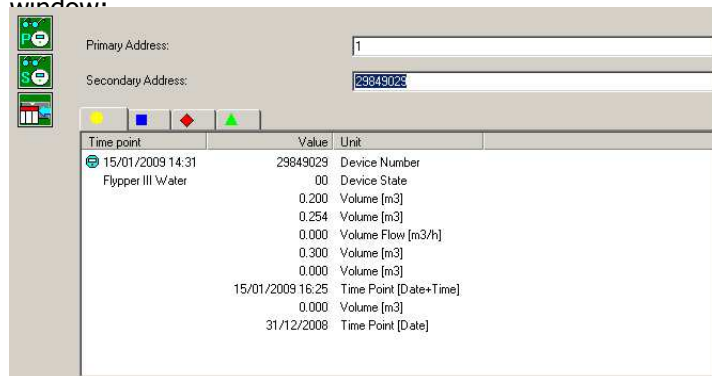 window:
P
Primary Address: 1
S
Secondary Address: 29849029
Time point Value Unit
15/01/2009 14:31 29849029 Device Number
Flypper III Water 00 Device State
0.200 Volume [m3]
0.254 Volume [m3]
0.000 Volume Flow [m3/h]
0.300 Volume [m3]
0.000 Volume [m3]
15/01/2009 16:25 Time Point [Date+Time]
0.000 Volume [m3]
31/12/2008 Time Point [Date]